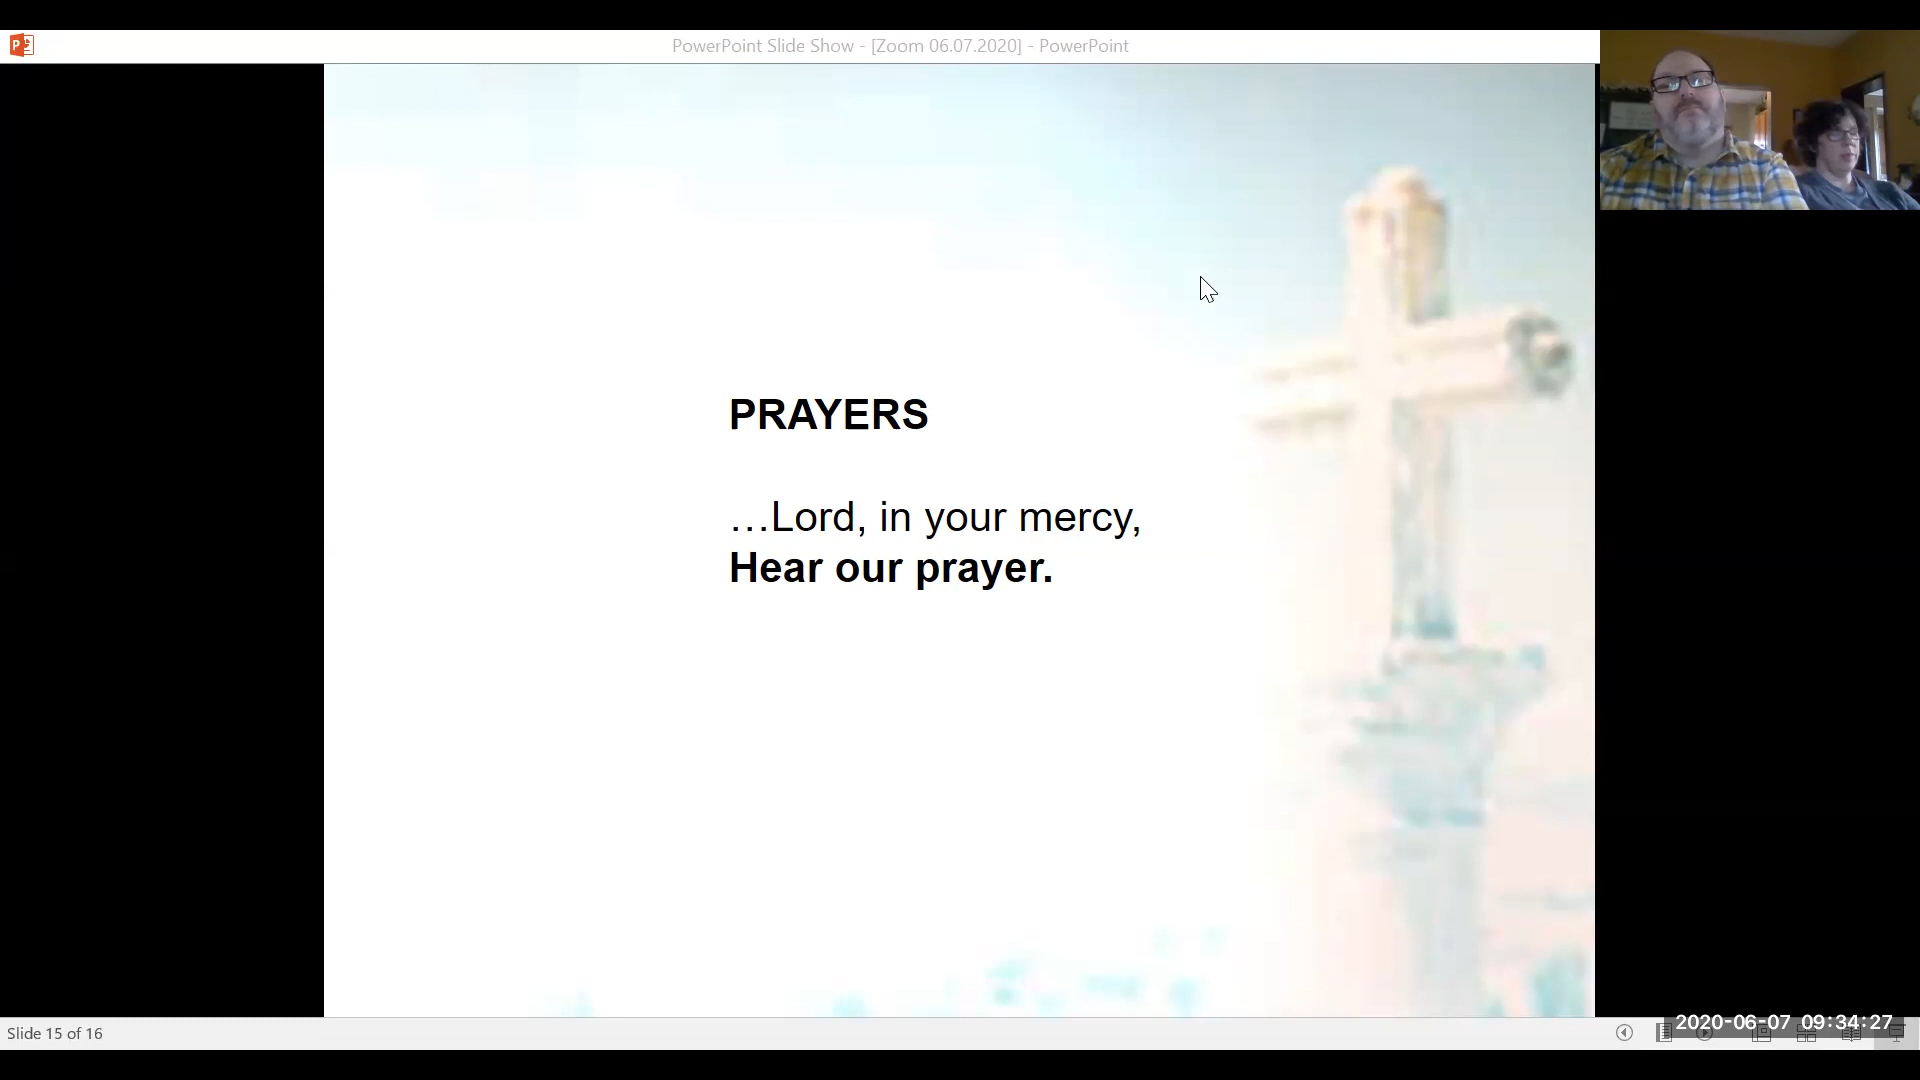 PowerPoint Slide Show - [Zoom 06.07.2020] - PowerPoint
PRAYERS
…Lord, in your mercy,
Hear our prayer.
Slide 15 of 16
2020-06-07 09:34:27